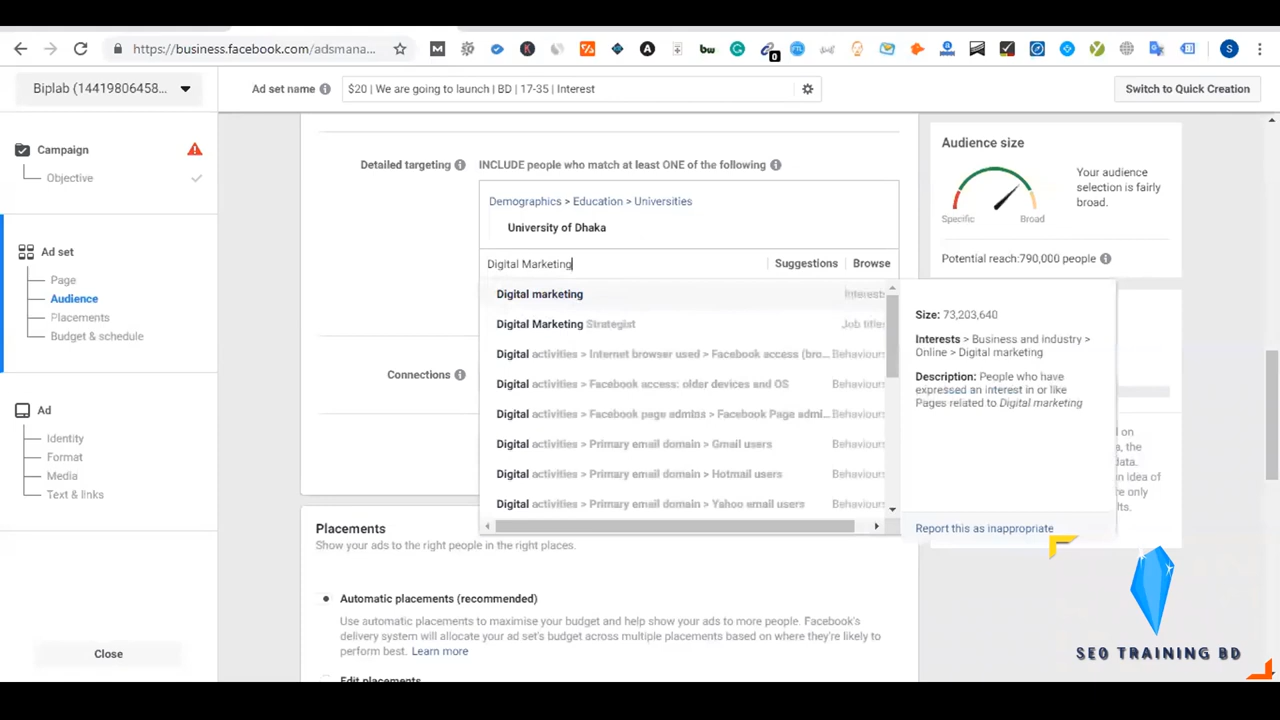 https://business.facebook.com/adsmana...
Biplab (14419806458...
Ad set name
$20 | We are going to launch | BD | 17-35 | Interest
Switch to Quick Creation
Campaign
Objective
Ad set
Page
Audience
Placements
Budget & schedule
Ad
Identity
Format
Media
Text & links
Close
Detailed targeting
INCLUDE people who match at least ONE of the following
Demographics > Education > Universities
University of Dhaka
Digital Marketing
Suggestions
Browse
Digital marketing
Interests
Digital Marketing Strategist
Job titles
Digital activities > Internet browser used > Facebook access (bro...
Behaviours
Digital activities > Facebook access: older devices and OS
Behaviours
Digital activities > Facebook page admins > Facebook Page admi...
Behaviours
Digital activities > Primary email domain > Gmail users
Behaviours
Digital activities > Primary email domain > Hotmail users
Behaviours
Digital activities > Primary email domain > Yahoo email users
Behaviours
Connections
Size: 73,203,640
Interests > Business and industry >
Online > Digital marketing
Description: People who have
expressed an interest in or like
Pages related to Digital marketing
Report this as inappropriate
Audience size
Your audience
selection is fairly
broad.
Specific
Broad
Potential reach:790,000 people
Placements
Show your ads to the right people in the right places.
Automatic placements (recommended)
Use automatic placements to maximise your budget and help show your ads to more people. Facebook's
delivery system will allocate your ad set's budget across multiple placements based on where they're likely to
perform best. Learn more
Edit placements
SEO TRAINING BD